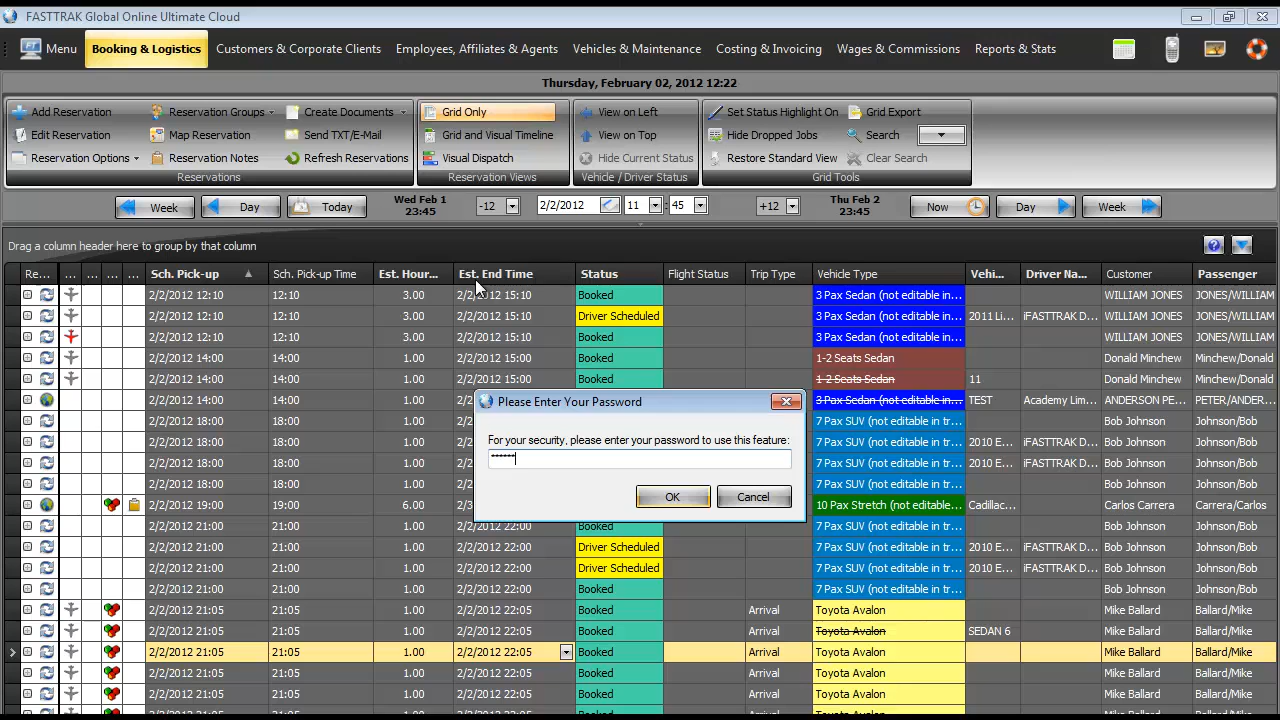 FASTTRAK Global Online Ultimate Cloud
Menu Booking & Logistics Customers & Corporate Clients Employees, Affiliates & Agents Vehicles & Maintenance Costing & Invoicing Wages & Commissions Reports & Stats
Thursday, February 02, 2012 12:22
Add Reservation Reservation Groups Create Documents Grid Only View on Left Set Status Highlight On Grid Export
Edit Reservation Map Reservation Send TXT/E-Mail Grid and Visual Timeline View on Top Hide Dropped Jobs Search
Reservation Options Reservation Notes Refresh Reservations Visual Dispatch Hide Current Status Restore Standard View Clear Search
Reservations Reservation Views Vehicle / Driver Status Grid Tools
Week Day Today Wed Feb 1 23:45 -12 2/2/2012 11 : 45 +12 Thu Feb 2 23:45 Now Day Week
Drag a column header here to group by that column
Re... ... ... ... ... Sch. Pick-up Sch. Pick-up Time Est. Hour... Est. End Time Status Flight Status Trip Type Vehicle Type Vehi... Driver Na... Customer Passenger
2/2/2012 12:10 12:10 3.00 2/2/2012 15:10 Booked 3 Pax Sedan (not editable in... WILLIAM JONES JONES/WILLIAM
2/2/2012 12:10 12:10 3.00 2/2/2012 15:10 Driver Scheduled 3 Pax Sedan (not editable in... 2011 Li... iFASTTRAK D... WILLIAM JONES JONES/WILLIAM
2/2/2012 12:10 12:10 3.00 2/2/2012 15:10 Booked 3 Pax Sedan (not editable in... WILLIAM JONES JONES/WILLIAM
2/2/2012 14:00 14:00 1.00 2/2/2012 15:00 Booked 1-2 Seats Sedan Donald Minchew Minchew/Donald
2/2/2012 14:00 14:00 1.00 2/2/2012 15:00 Booked 1-2 Seats Sedan 11 Donald Minchew Minchew/Donald
2/2/2012 14:00 14:00 1.00 3 Pax Sedan (not editable in... TEST Academy Lim... ANDERSON PE... PETER/ANDERS
2/2/2012 18:00 18:00 1.00 7 Pax SUV (not editable in tr... Bob Johnson Johnson/Bob
2/2/2012 18:00 18:00 1.00 7 Pax SUV (not editable in tr... 2010 E... iFASTTRAK D... Bob Johnson Johnson/Bob
2/2/2012 18:00 18:00 1.00 7 Pax SUV (not editable in tr... 2010 E... iFASTTRAK D... Bob Johnson Johnson/Bob
2/2/2012 18:00 18:00 1.00 7 Pax SUV (not editable in tr... Bob Johnson Johnson/Bob
2/2/2012 19:00 19:00 6.00 10 Pax Stretch (not editable... Cadillac... Carlos Carrera Carrera/Carlos
2/2/2012 21:00 21:00 1.00 2/2/2012 22:00 Booked 7 Pax SUV (not editable in tr... Bob Johnson Johnson/Bob
2/2/2012 21:00 21:00 1.00 2/2/2012 22:00 Driver Scheduled 7 Pax SUV (not editable in tr... 2010 E... iFASTTRAK D... Bob Johnson Johnson/Bob
2/2/2012 21:00 21:00 1.00 2/2/2012 22:00 Driver Scheduled 7 Pax SUV (not editable in tr... 2010 E... iFASTTRAK D... Bob Johnson Johnson/Bob
2/2/2012 21:00 21:00 1.00 2/2/2012 22:00 Booked 7 Pax SUV (not editable in tr... Bob Johnson Johnson/Bob
2/2/2012 21:05 21:05 1.00 2/2/2012 22:05 Booked Arrival Toyota Avalon Mike Ballard Ballard/Mike
2/2/2012 21:05 21:05 1.00 2/2/2012 22:05 Booked Arrival Toyota Avalon SEDAN 6 Mike Ballard Ballard/Mike
2/2/2012 21:05 21:05 1.00 2/2/2012 22:05 Booked Arrival Toyota Avalon Mike Ballard Ballard/Mike
2/2/2012 21:05 21:05 1.00 2/2/2012 22:05 Booked Arrival Toyota Avalon Mike Ballard Ballard/Mike
2/2/2012 21:05 21:05 1.00 2/2/2012 22:05 Booked Arrival Toyota Avalon Mike Ballard Ballard/Mike
Please Enter Your Password
For your security, please enter your password to use this feature:
******
OK Cancel